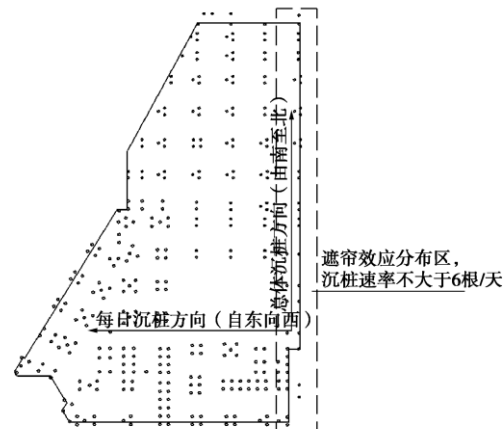 总体沉桩方向（由南至北）
遮帘效应分布区，
沉桩速率不大于6根/天
每日沉桩方向（自东向西）